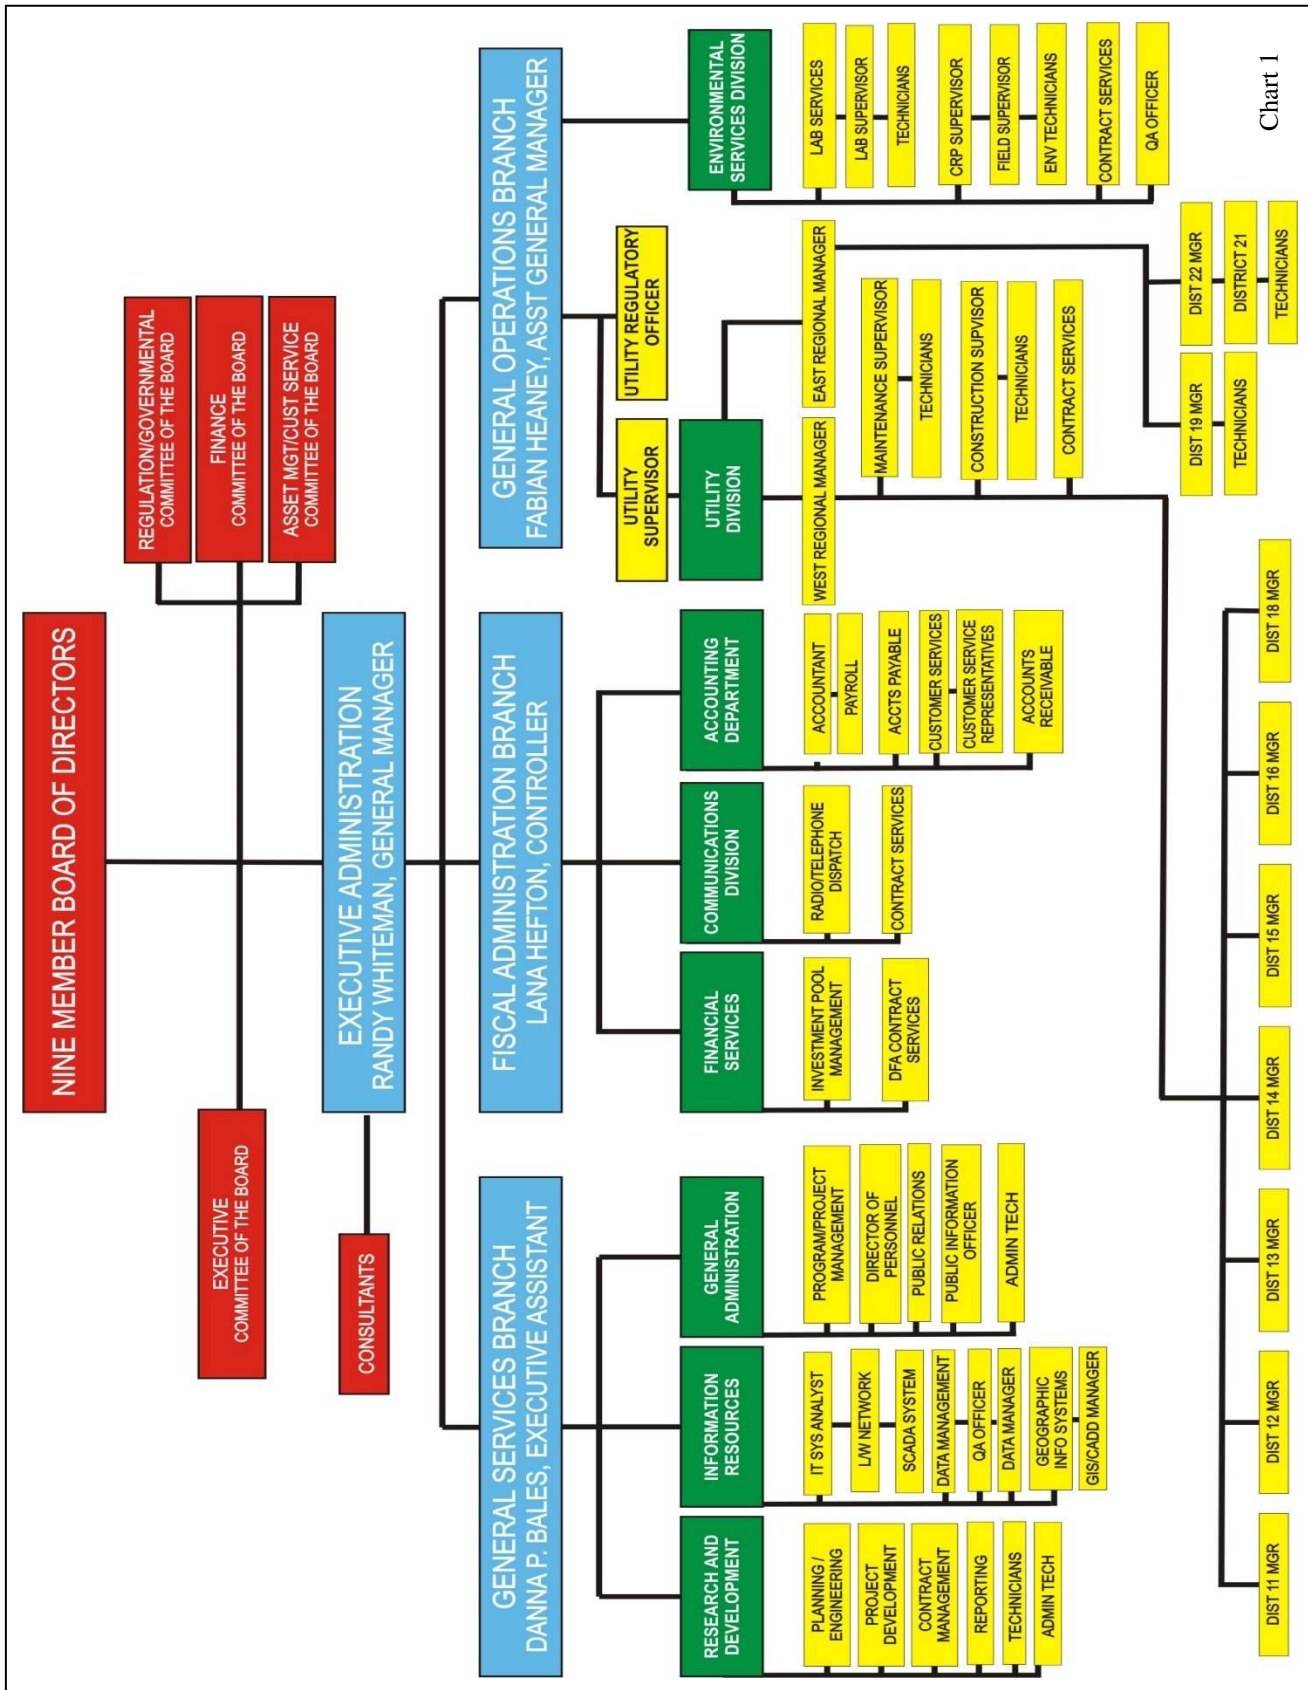 NINE MEMBER BOARD OF DIRECTORS
EXECUTIVE
COMMITTEE OF THE BOARD
REGULATION/GOVERNMENTAL
COMMITTEE OF THE BOARD
FINANCE
COMMITTEE OF THE BOARD
ASSET MGT/CUST SERVICE
COMMITTEE OF THE BOARD
CONSULTANTS
EXECUTIVE ADMINISTRATION
RANDY WHITEMAN, GENERAL MANAGER
GENERAL SERVICES BRANCH
DANNA P. BALES, EXECUTIVE ASSISTANT
FISCAL ADMINISTRATION BRANCH
LANA HEFTON, CONTROLLER
GENERAL OPERATIONS BRANCH
FABIAN HEANEY, ASST GENERAL MANAGER
RESEARCH AND
DEVELOPMENT
PLANNING /
ENGINEERING
PROJECT
DEVELOPMENT
CONTRACT
MANAGEMENT
REPORTING
TECHNICIANS
ADMIN TECH
INFORMATION
RESOURCES
IT SYS ANALYST
L/W NETWORK
SCADA SYSTEM
DATA MANAGEMENT
QA OFFICER
DATA MANAGER
GEOGRAPHIC
INFO SYSTEMS
GIS/CADD MANAGER
GENERAL
ADMINISTRATION
PROGRAM/PROJECT
MANAGEMENT
DIRECTOR OF
PERSONNEL
PUBLIC RELATIONS
PUBLIC INFORMATION
OFFICER
ADMIN TECH
FINANCIAL
SERVICES
INVESTMENT POOL
MANAGEMENT
DFA CONTRACT
SERVICES
COMMUNICATIONS
DIVISION
RADIO/TELEPHONE
DISPATCH
CONTRACT SERVICES
ACCOUNTING
DEPARTMENT
ACCOUNTANT
PAYROLL
ACCTS PAYABLE
CUSTOMER SERVICES
CUSTOMER SERVICE
REPRESENTATIVES
ACCOUNTS
RECEIVABLE
UTILITY
SUPERVISOR
UTILITY REGULATORY
OFFICER
UTILITY
DIVISION
WEST REGIONAL MANAGER
EAST REGIONAL MANAGER
MAINTENANCE SUPERVISOR
TECHNICIANS
CONSTRUCTION SUPVISOR
TECHNICIANS
CONTRACT SERVICES
ENVIRONMENTAL
SERVICES DIVISION
LAB SERVICES
LAB SUPERVISOR
TECHNICIANS
CRP SUPERVISOR
FIELD SUPERVISOR
ENV TECHNICIANS
CONTRACT SERVICES
QA OFFICER
DIST 19 MGR
TECHNICIANS
DIST 22 MGR
DISTRICT 21
TECHNICIANS
DIST 11 MGR
DIST 12 MGR
DIST 13 MGR
DIST 14 MGR
DIST 15 MGR
DIST 16 MGR
DIST 18 MGR
Chart 1